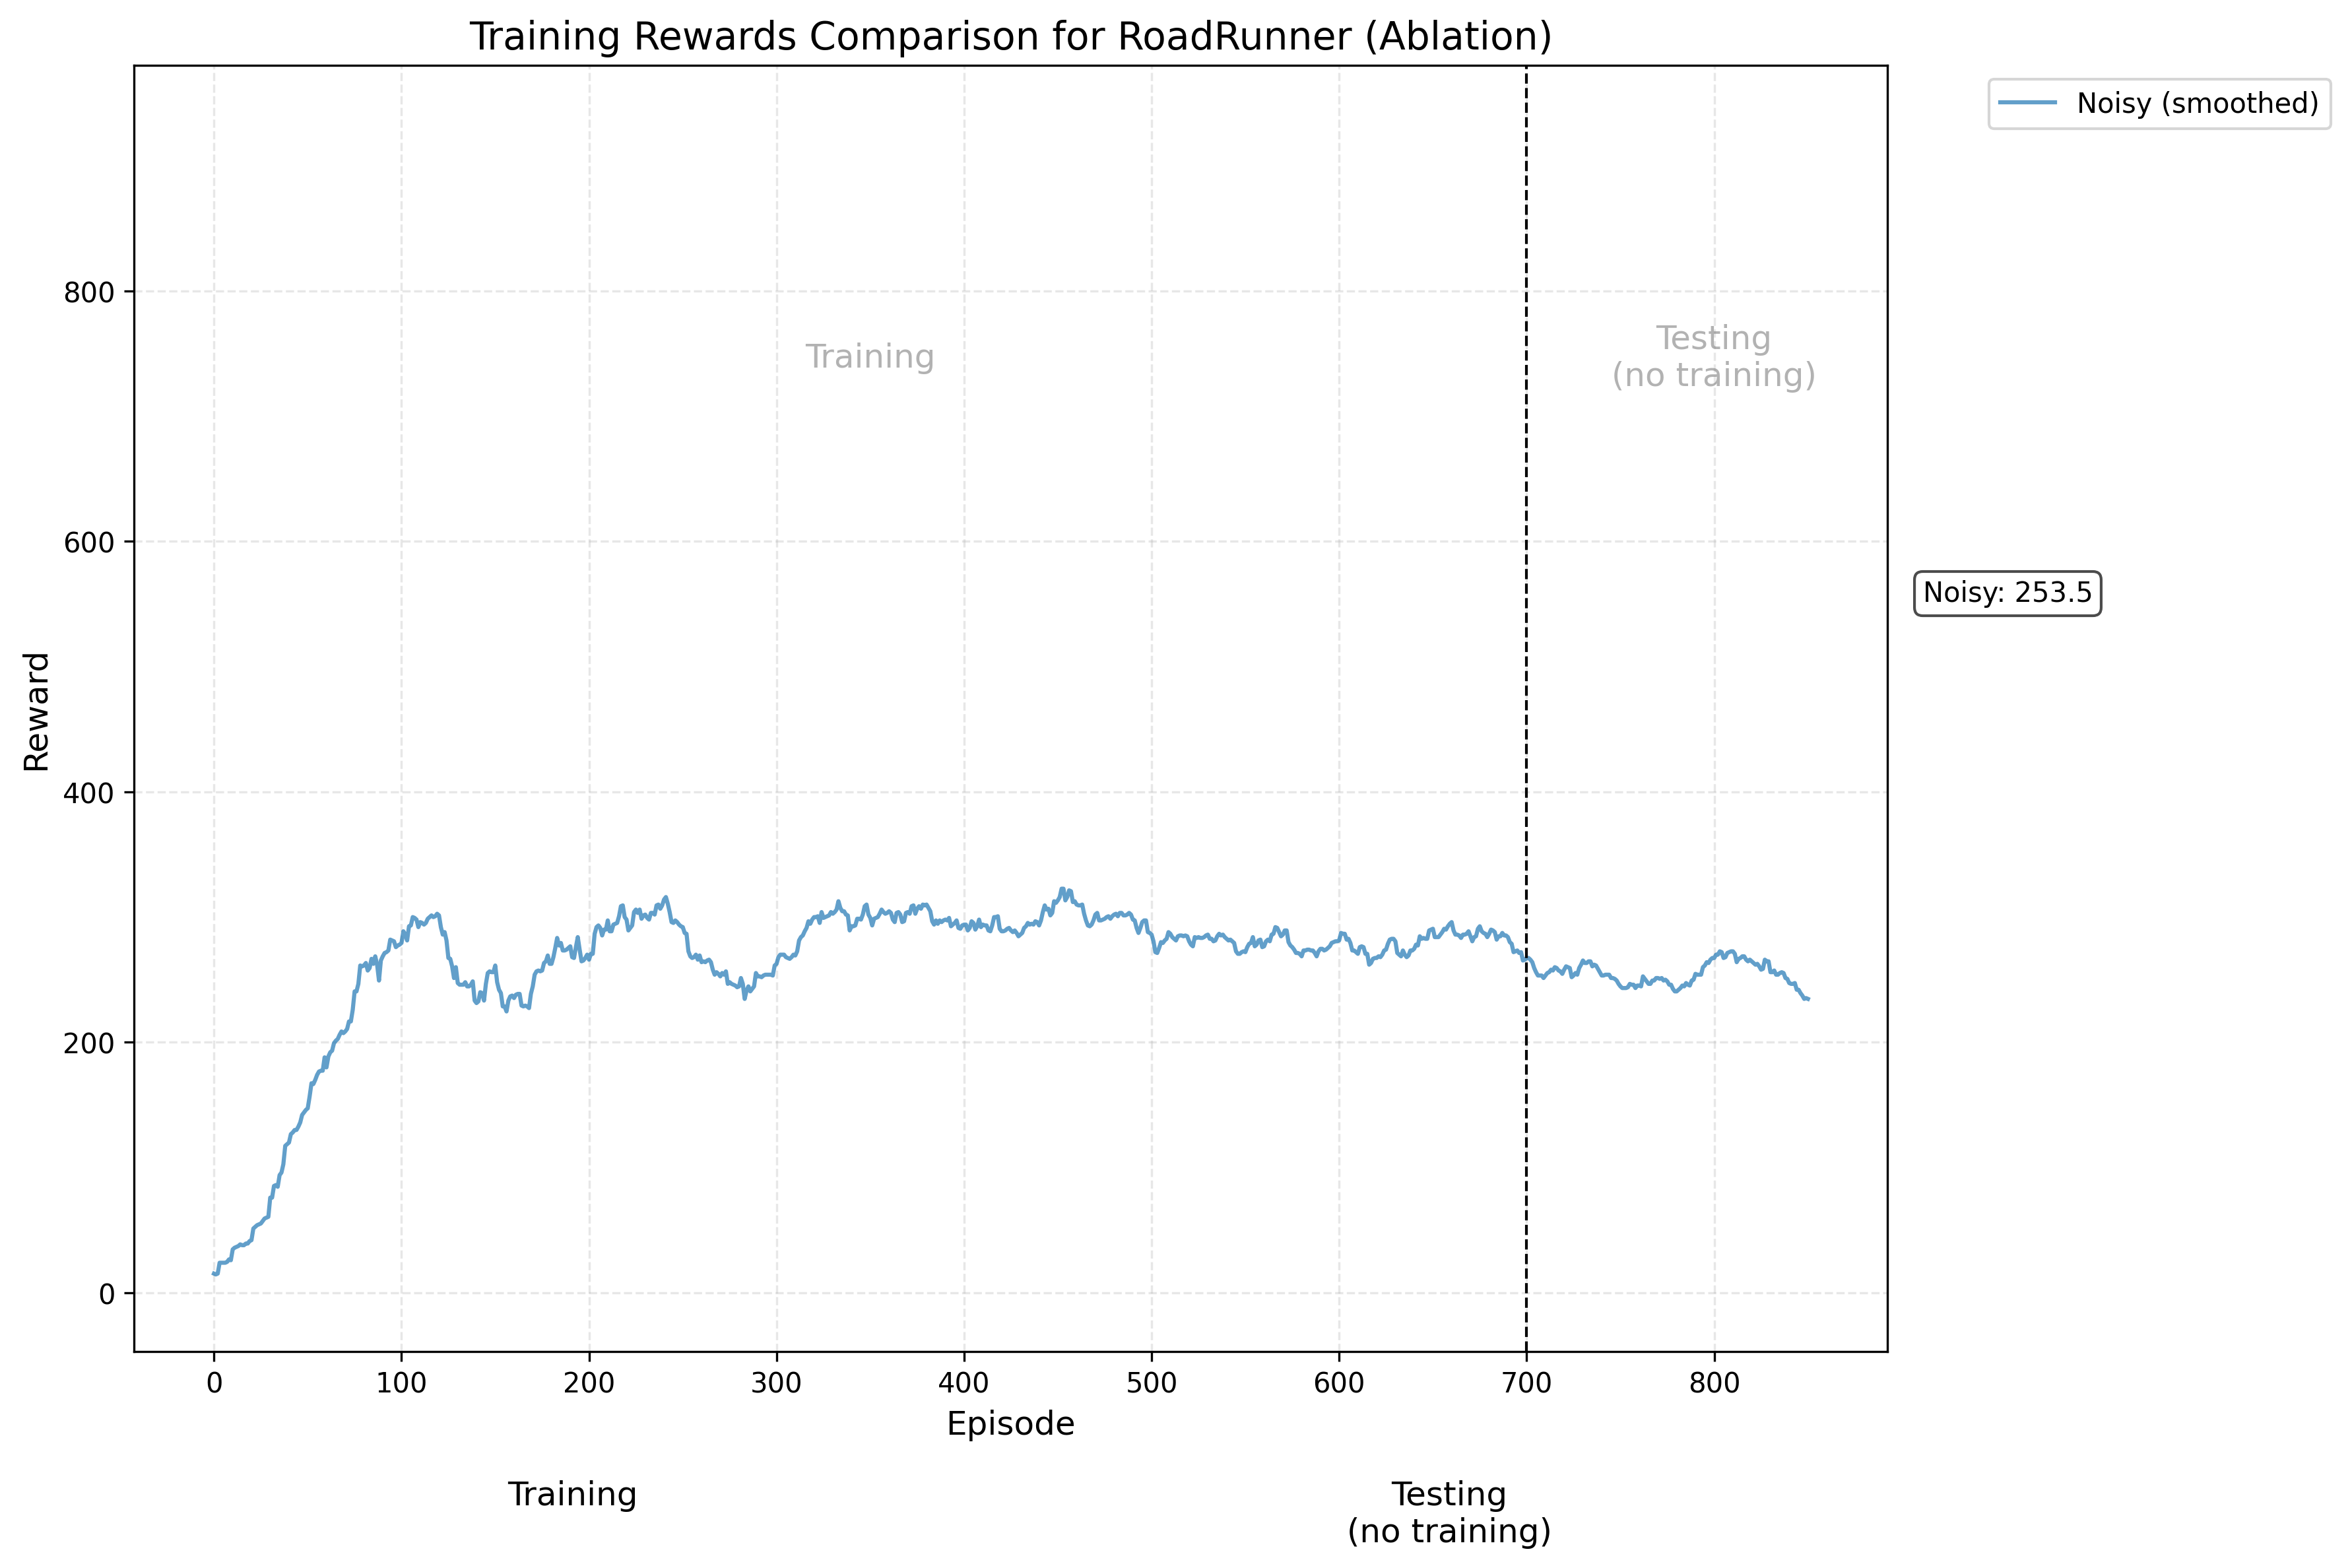 Training Rewards Comparison for RoadRunner (Ablation)
Noisy (smoothed)
800
600
400
200
0
Reward
Training
Testing
(no training)
Noisy: 253.5
0 100 200 300 400 500 600 700 800
Episode
Training
Testing
(no training)